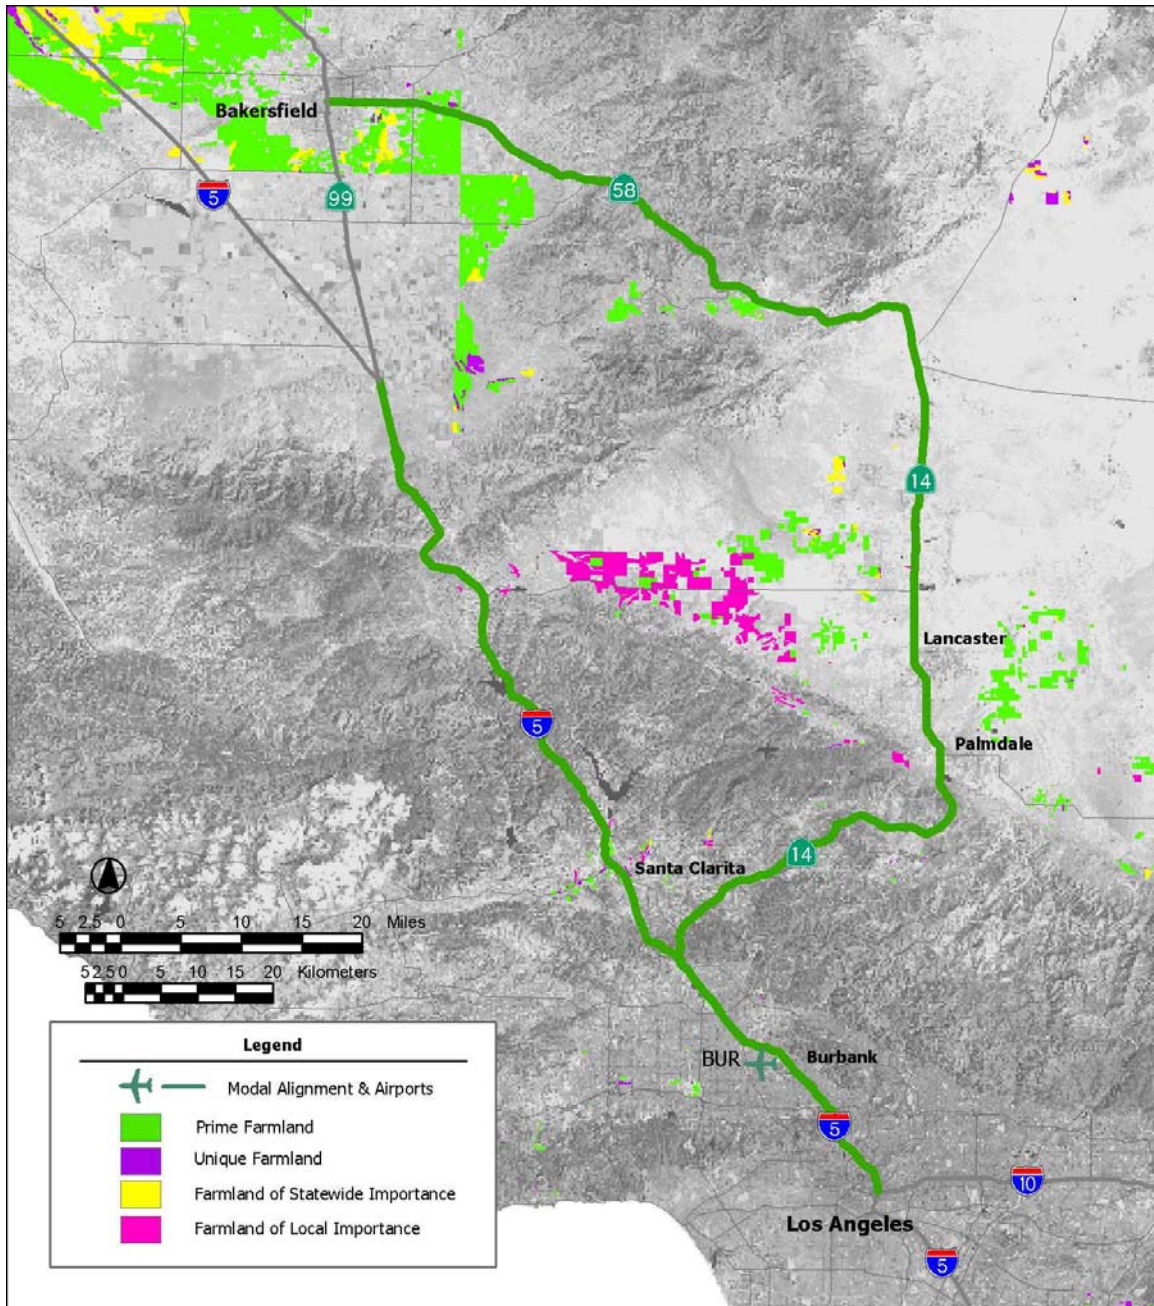 Bakersfield
58
5
99
14
Lancaster
5
Palmdale
14
Santa Clarita
5 2.5 0 5 10 15 20 Miles
5 2.5 0 5 10 15 20 Kilometers
Legend
BUR
Burbank
Modal Alignment & Airports
Prime Farmland
5
Unique Farmland
10
Farmland of Statewide Importance
Farmland of Local Importance
Los Angeles
5